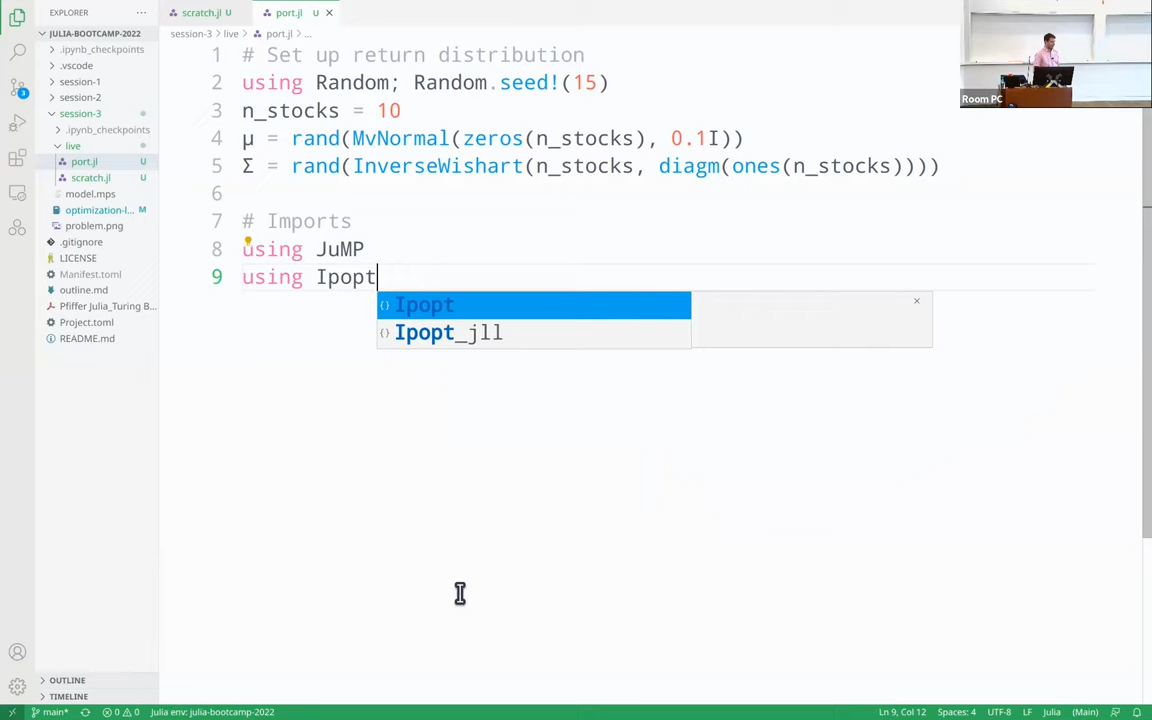 EXPLORER
JULIA-BOOTCAMP-2022
.ipynb_checkpoints
.vscode
session-1
session-2
session-3
.ipynb_checkpoints
live
port.jl U
scratch.jl U
model.mps
optimization-l... M
problem.png
.gitignore
LICENSE
Manifest.toml
outline.md
Pfiffer Julia_Turing B...
Project.toml
README.md
OUTLINE
TIMELINE
3
scratch.jl U
port.jl U
session-3 > live > port.jl > ...
1 # Set up return distribution
2 using Random; Random.seed!(15)
3 n_stocks = 10
4 μ = rand(MvNormal(zeros(n_stocks), 0.1I))
5 Σ = rand(InverseWishart(n_stocks, diagm(ones(n_stocks))))
6
7 # Imports
8 using JuMP
9 using Ipopt
{} Ipopt
{} Ipopt_jll
Room PC
main* 0 0 Julia env: julia-bootcamp-2022
Ln 9, Col 12 Spaces: 4 UTF-8 LF Julia (Main)